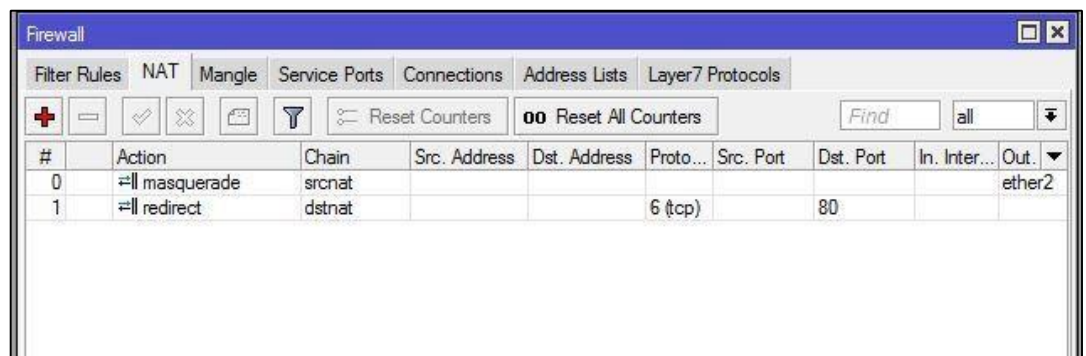 Firewall
Filter Rules NAT Mangle Service Ports Connections Address Lists Layer7 Protocols
Reset Counters 00 Reset All Counters Find all
# Action Chain Src. Address Dst. Address Proto... Src. Port Dst. Port In. Inter... Out.
0 masquerade srcnat ether2
1 redirect dstnat 6 (tcp) 80